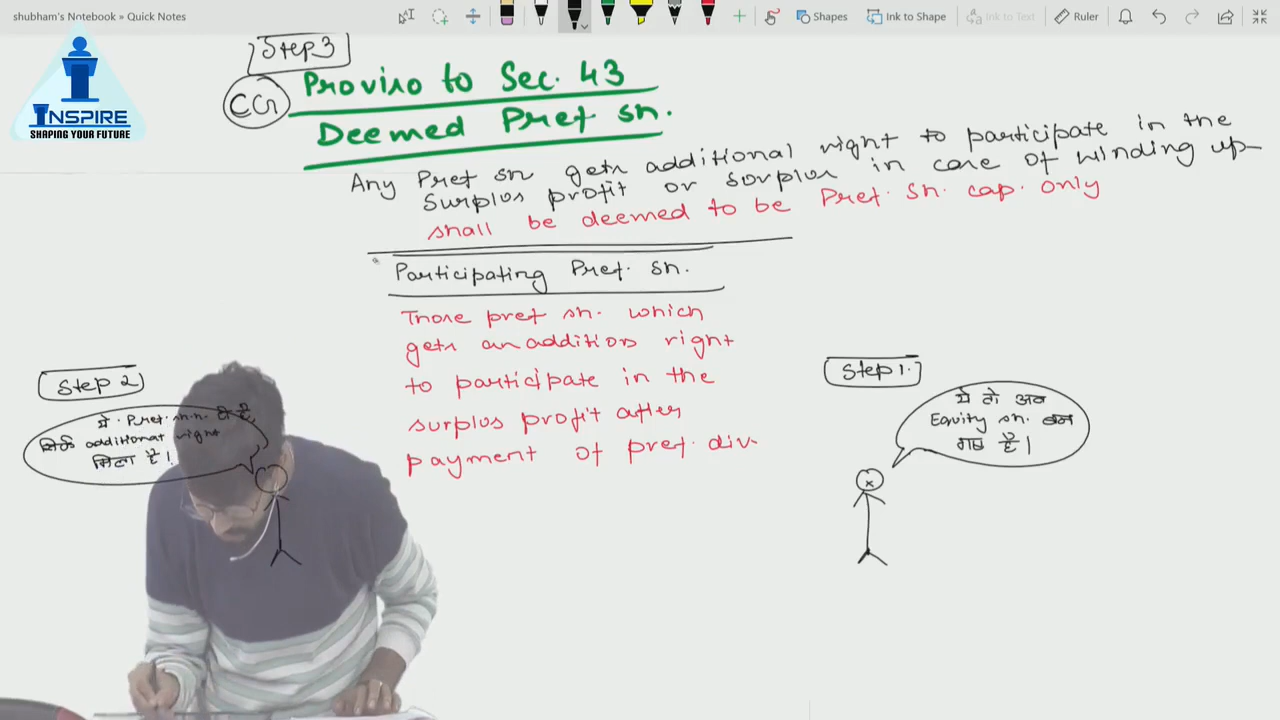 shubham's Notebook » Quick Notes
Shapes
Ink to Shape
Ink to Text
Ruler
INSPIRE
SHAPING YOUR FUTURE
Step 3
CG
Proviso to Sec. 43
Deemed Pref sh.
Any Pref sh gets additional right to participate in the
surplus profit or surplus in case of winding up
shall be deemed to be Pref. sh. cap. only
Participating Pref. sh.
Those pref sh. which
gets an addition right
to participate in the
surplus profit after
payment of pref. div.
Step 2
ये Pref. sh. ही है,
सिर्फ additional right
मिला है।
Step 1.
ये तो अब
Equity sh. बन
गए है।